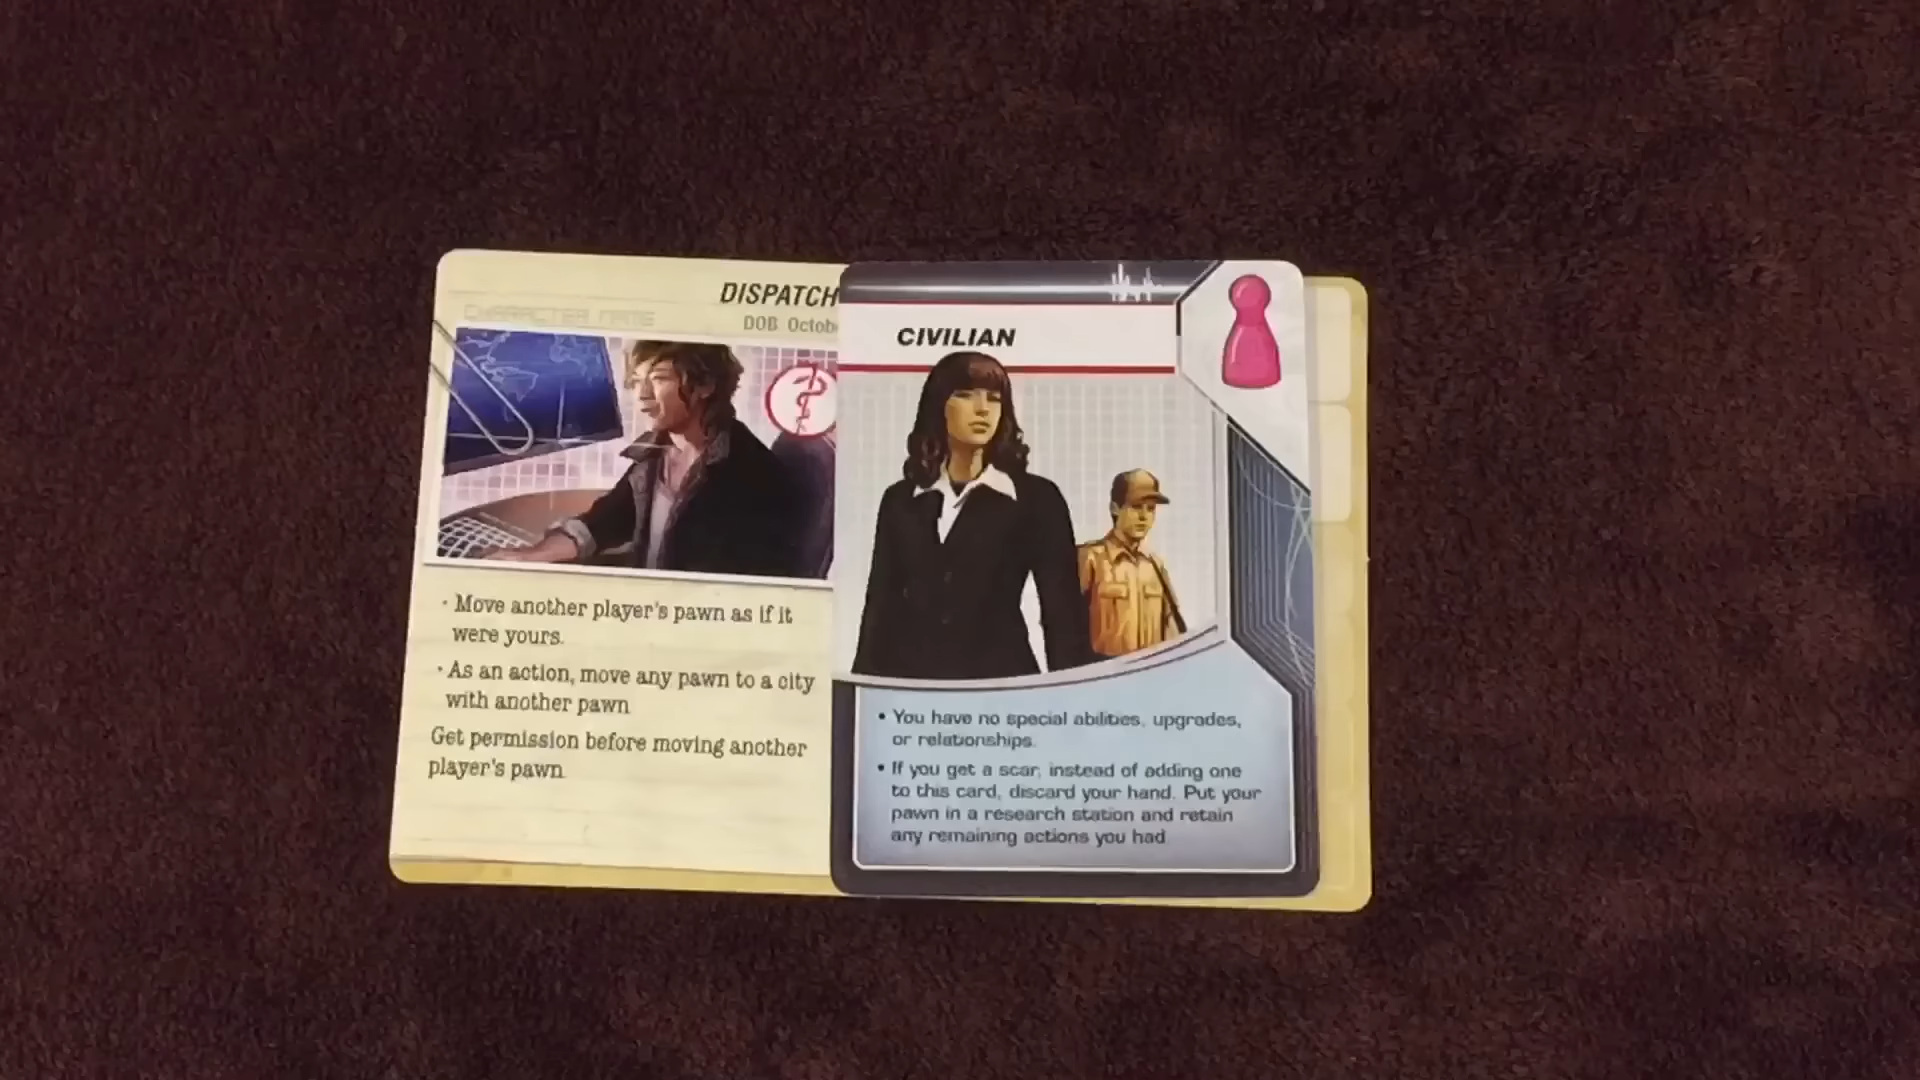 DISPATCH
CHARACTER NAME
DOB Octob
· Move another player's pawn as if it
were yours.
· As an action, move any pawn to a city
with another pawn
Get permission before moving another
player's pawn
CIVILIAN
• You have no special abilities, upgrades,
or relationships.
• If you get a scar, instead of adding one
to this card, discard your hand. Put your
pawn in a research station and retain
any remaining actions you had